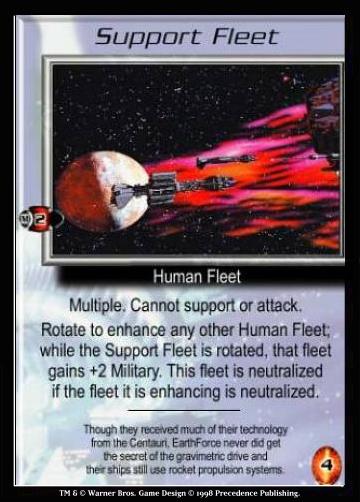 Support Fleet
M 2
Human Fleet
Multiple. Cannot support or attack.
Rotate to enhance any other Human Fleet;
while the Support Fleet is rotated, that fleet
gains +2 Military. This fleet is neutralized
if the fleet it is enhancing is neutralized.
Though they received much of their technology
from the Centauri, EarthForce never did get
the secret of the gravimetric drive and
their ships still use rocket propulsion systems.
4
TM & © Warner Bros. Game Design © 1998 Precedence Publishing.